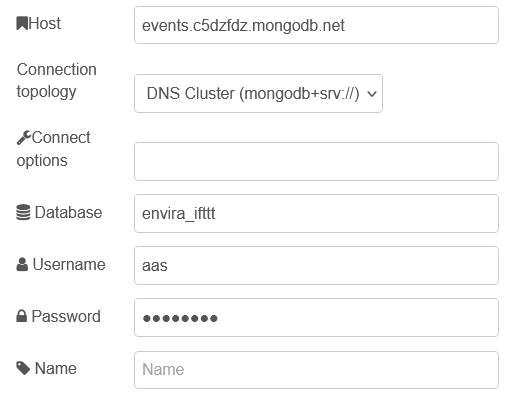 Host
events.c5dzfdz.mongodb.net
Connection
topology
DNS Cluster (mongodb+srv://)
Connect
options
Database
envira_ifttt
Username
aas
Password
●●●●●●●●
Name
Name